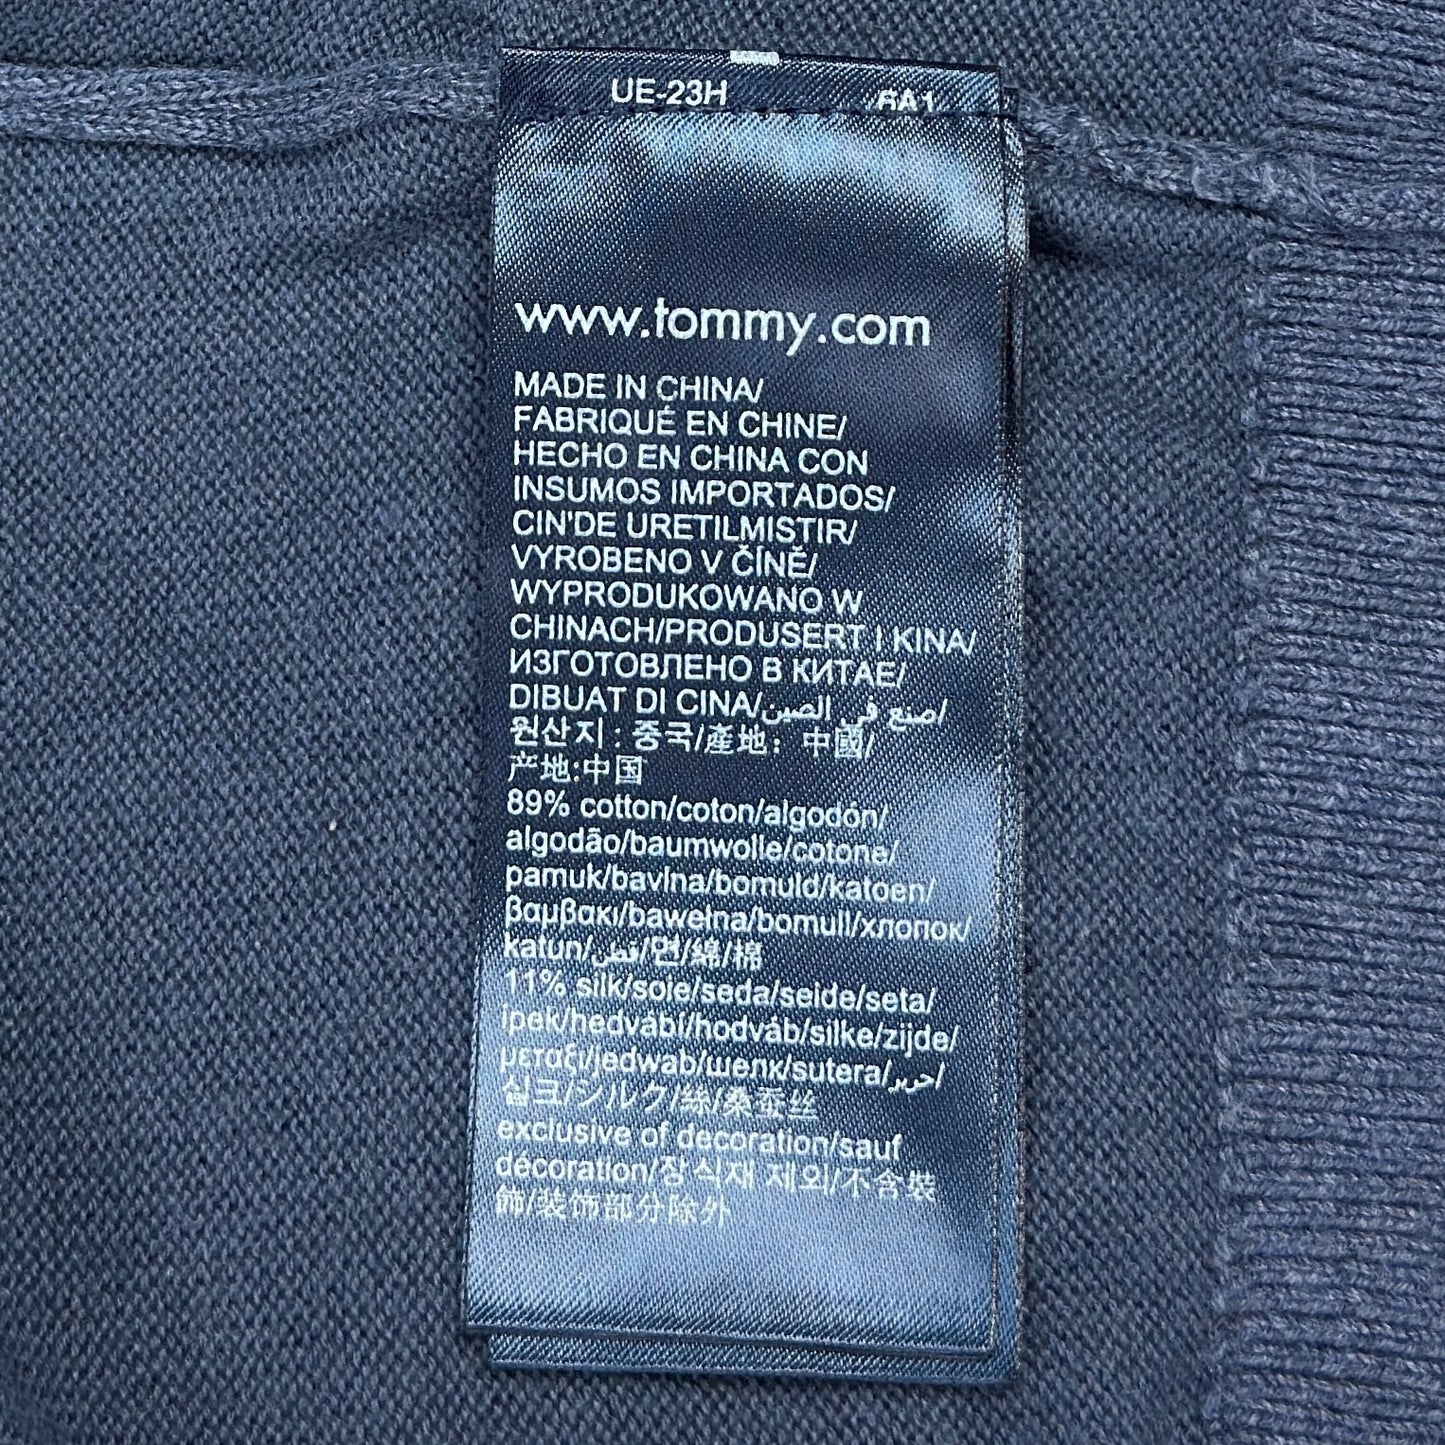 UE-23H 6A1
www.tommy.com
MADE IN CHINA/
FABRIQUÉ EN CHINE/
HECHO EN CHINA CON
INSUMOS IMPORTADOS/
CIN'DE URETILMISTIR/
VYROBENO V ČÍNĚ/
WYPRODUKOWANO W
CHINACH/PRODUSERT I KINA/
ИЗГОТОВЛЕНО В КИТАЕ/
DIBUAT DI CINA/صنع في الصين/
원산지 : 중국/產地：中國/
产地:中国
89% cotton/coton/algodón/
algodão/baumwolle/cotone/
pamuk/bavlna/bomuld/katoen/
βαμβακι/bawełna/bomull/хлопок/
katun/قطن/면/綿/棉
11% silk/soie/seda/seide/seta/
ipek/hedvábí/hodváb/silke/zijde/
μεταξι/jedwab/шелк/sutera/حرير/
실크/シルク/絲/桑蚕丝
exclusive of decoration/sauf
décoration/장식재 제외/不含裝
飾/装饰部分除外